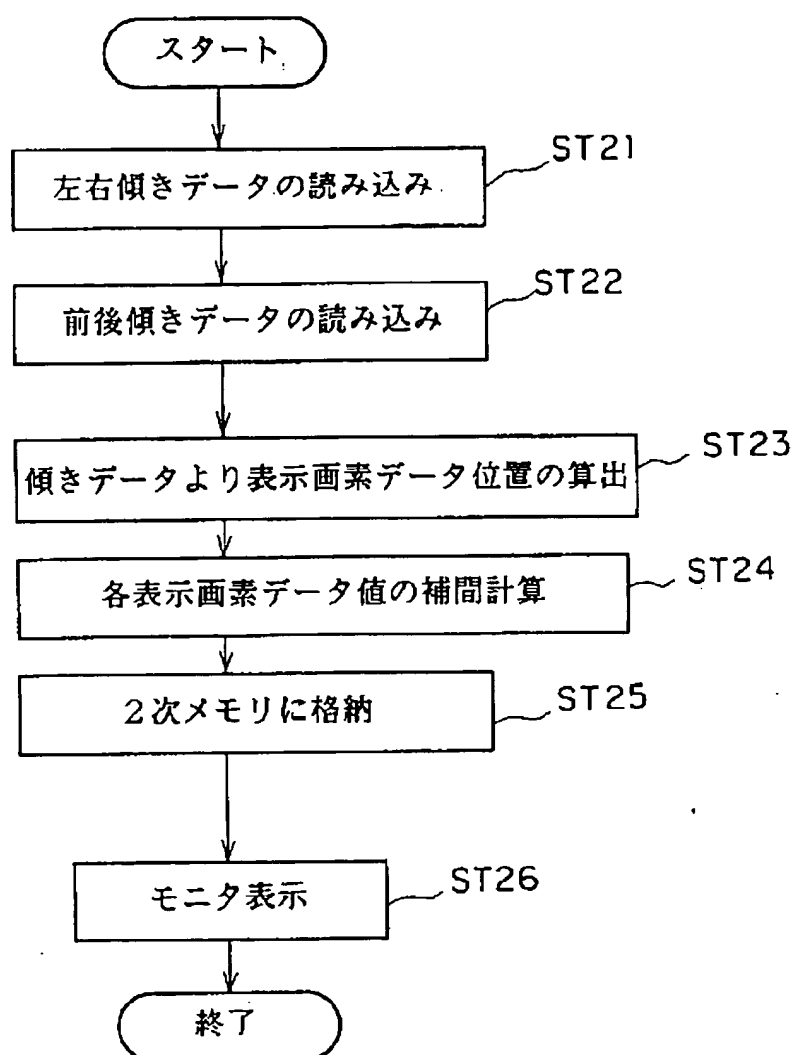 スタート
ST21
左右傾きデータの読み込み
ST22
前後傾きデータの読み込み
ST23
傾きデータより表示画素データ位置の算出
ST24
各表示画素データ値の補間計算
ST25
2次メモリに格納
ST26
モニタ表示
終了